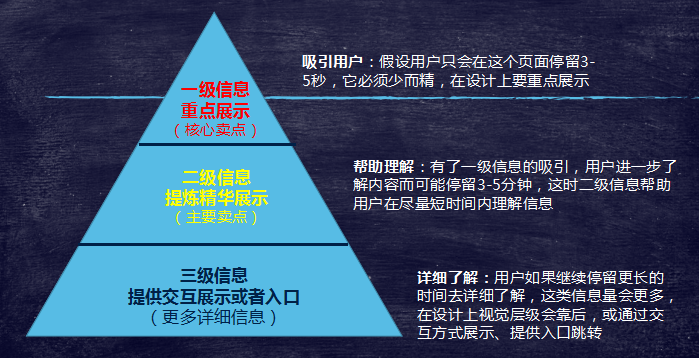 吸引用户：假设用户只会在这个页面停留3-
5秒，它必须少而精，在设计上要重点展示
一级信息
重点展示
（核心卖点）
帮助理解：有了一级信息的吸引，用户进一步了
解内容而可能停留3-5分钟，这时二级信息帮助
用户在尽量短时间内理解信息
二级信息
提炼精华展示
（主要卖点）
详细了解：用户如果继续停留更长的
时间去详细了解，这类信息量会更多，
在设计上视觉层级会靠后，或通过交
互方式展示、提供入口跳转
三级信息
提供交互展示或者入口
（更多详细信息）